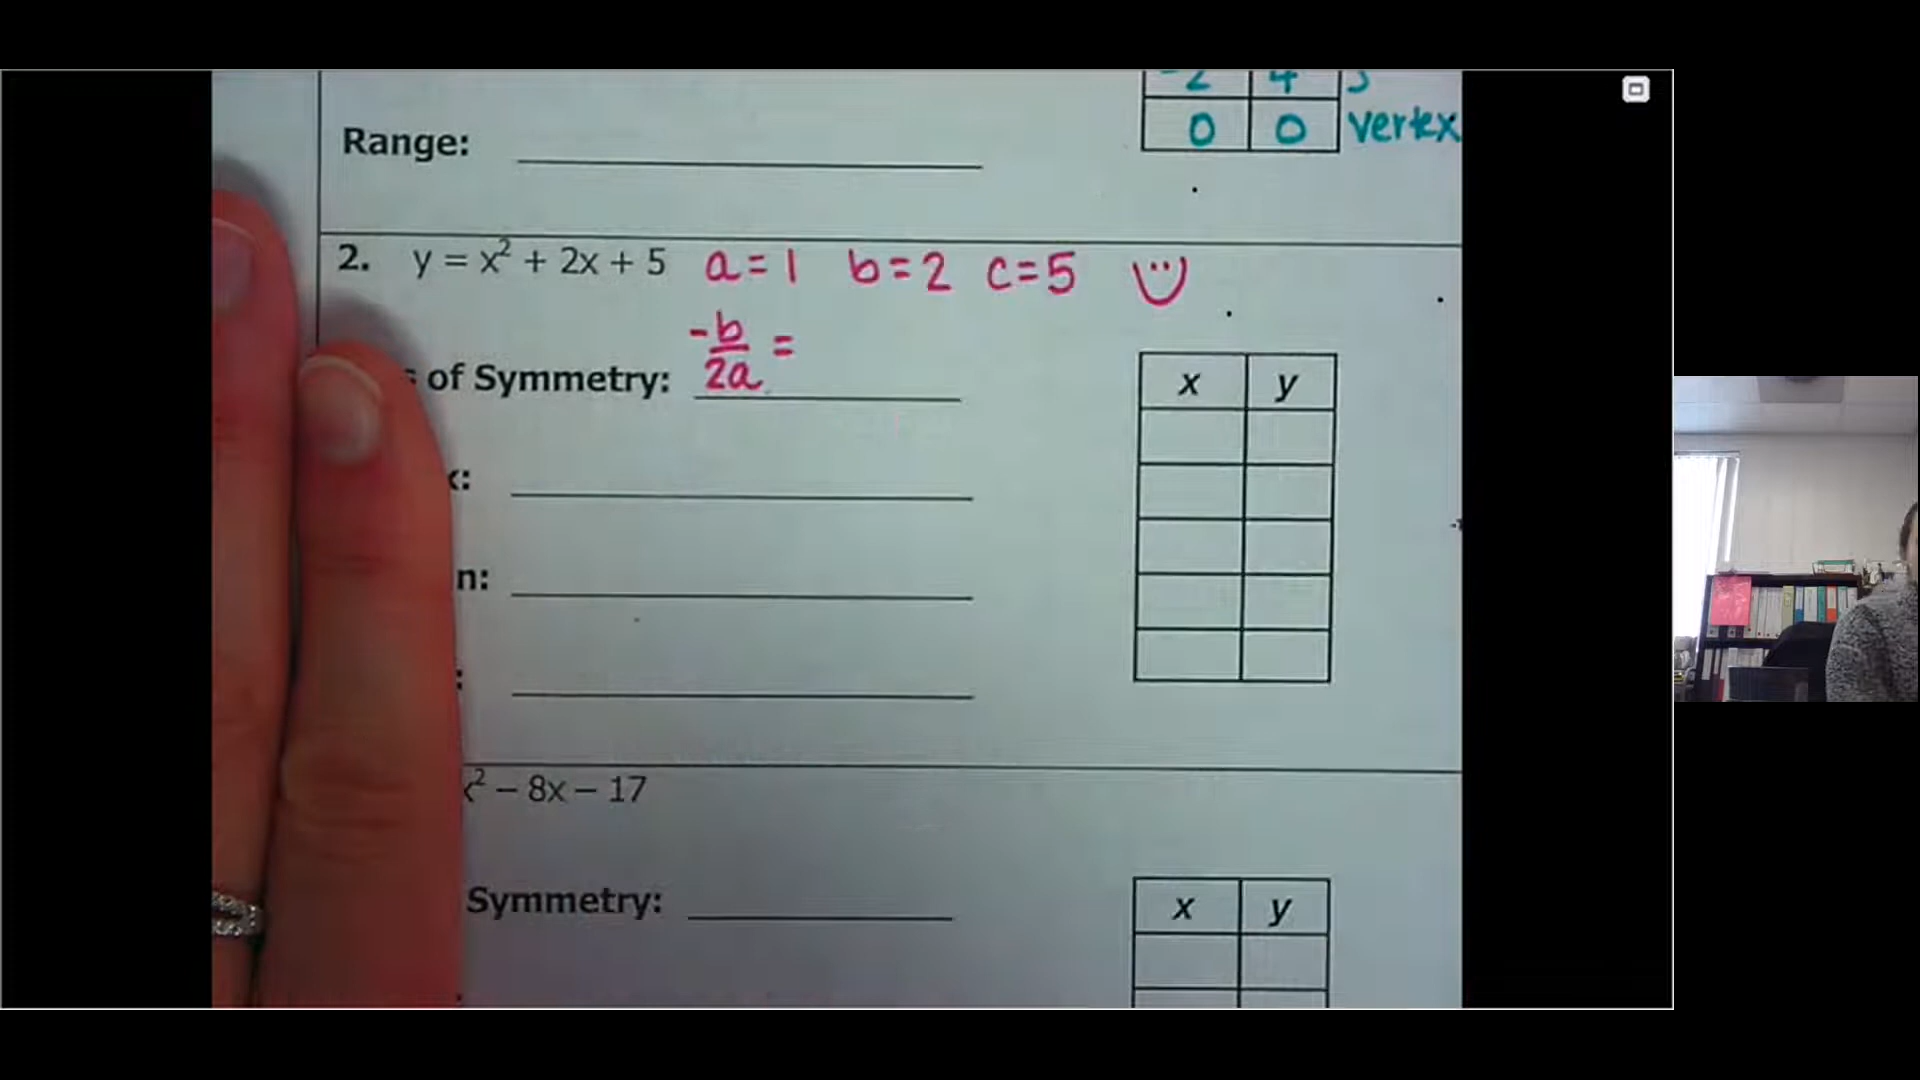 -2 4
Range: 0 0 vertex
2. y = x² + 2x + 5 a = 1 b = 2 c = 5
-b/2a =
of Symmetry:
x y
n:
x² – 8x – 17
Symmetry:
x y